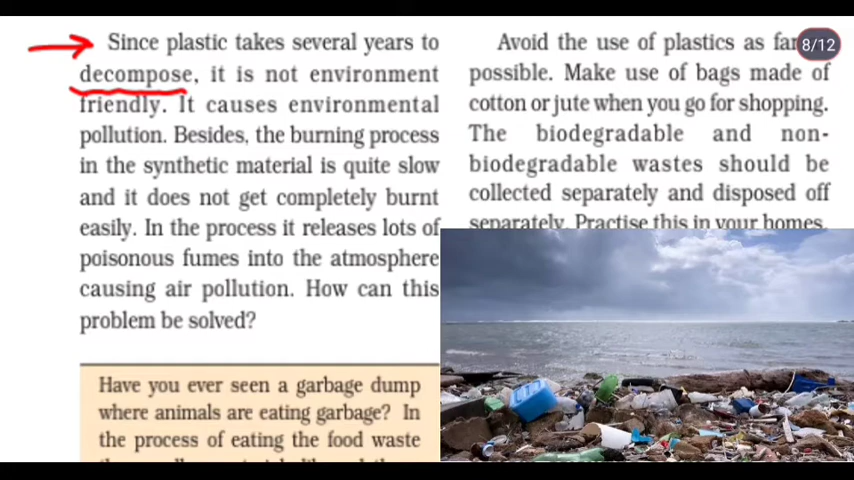 Since plastic takes several years to
decompose, it is not environment
friendly. It causes environmental
pollution. Besides, the burning process
in the synthetic material is quite slow
and it does not get completely burnt
easily. In the process it releases lots of
poisonous fumes into the atmosphere
causing air pollution. How can this
problem be solved?
Have you ever seen a garbage dump
where animals are eating garbage? In
the process of eating the food waste
Avoid the use of plastics as far
possible. Make use of bags made of
cotton or jute when you go for shopping.
The biodegradable and non-
biodegradable wastes should be
collected separately and disposed off
separately. Practise this in your homes.
8/12